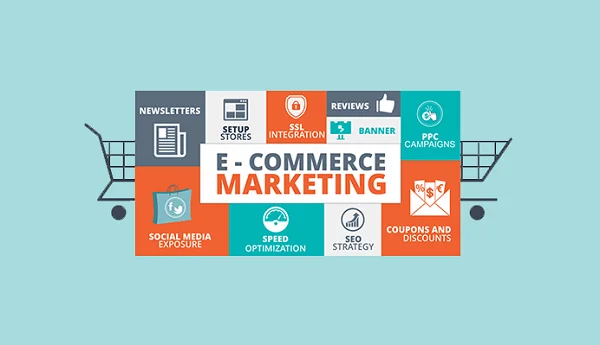 NEWSLETTERS
SETUP
STORES
SSL
INTEGRATION
REVIEWS
BANNER
PPC
CAMPAIGNS
E - COMMERCE
MARKETING
SOCIAL MEDIA
EXPOSURE
SPEED
OPTIMIZATION
SEO
STRATEGY
% $ €
COUPONS AND
DISCOUNTS